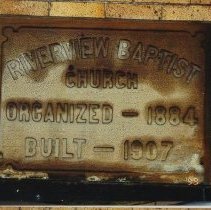 RIVERVIEW BAPTIST
CHURCH
ORGANIZED - 1884
BUILT - 1907